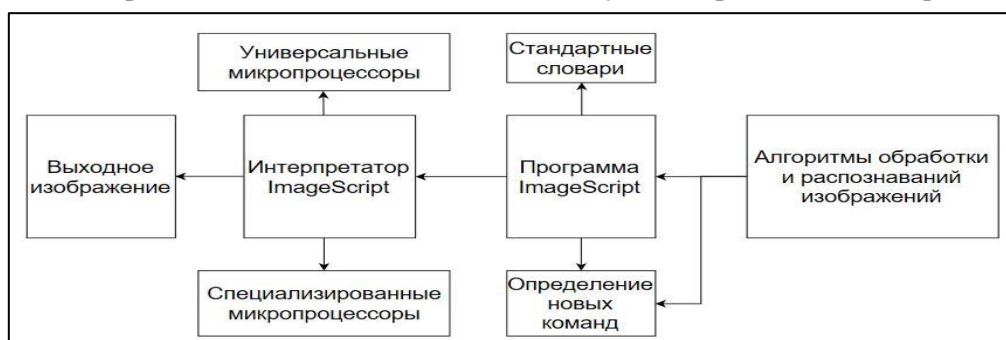 Универсальные
микропроцессоры
Стандартные
словари
Выходное
изображение
Интерпретатор
ImageScript
Программа
ImageScript
Алгоритмы обработки
и распознаваний
изображений
Специализированные
микропроцессоры
Определение
новых
команд